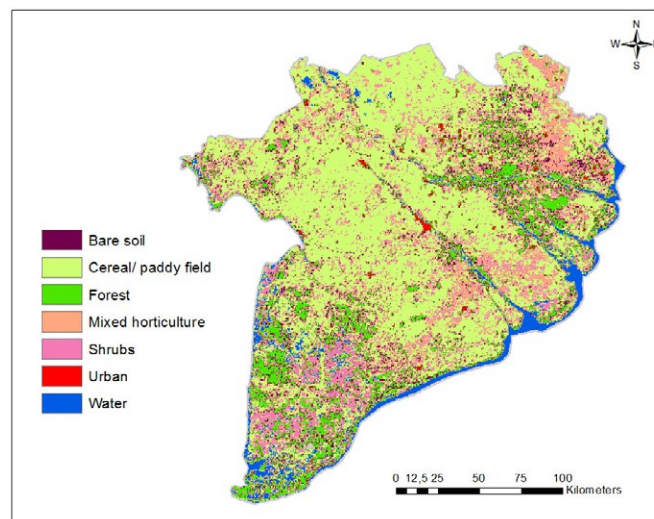 N
W
S
Bare soil
Cereal/ paddy field
Forest
Mixed horticulture
Shrubs
Urban
Water
0 12,5 25 50 75 100
Kilometers